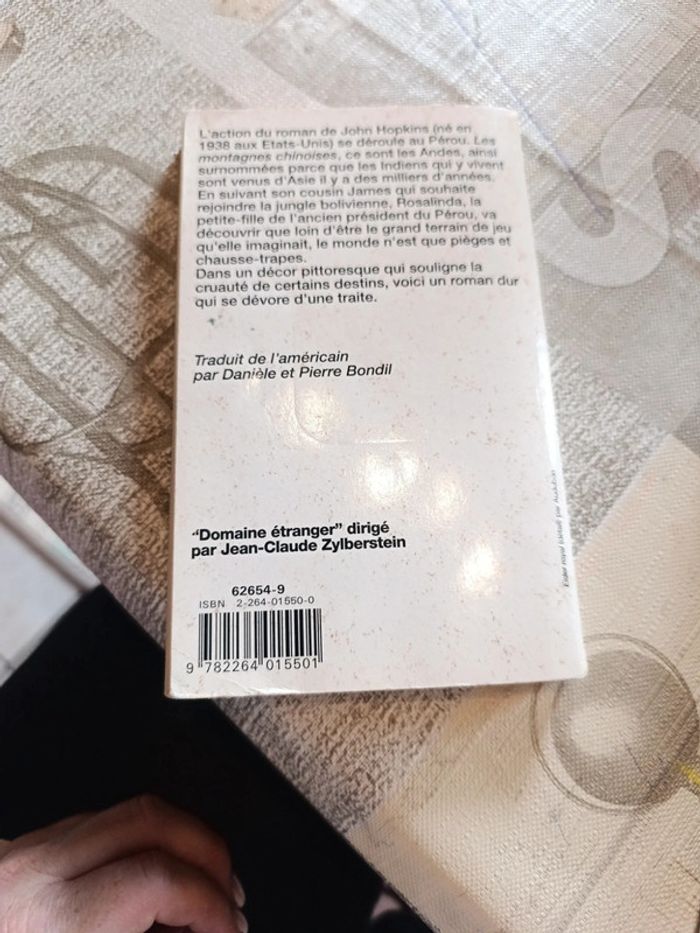 L'action du roman de John Hopkins (né en
1938 aux Etats-Unis) se déroule au Pérou. Les
montagnes chinoises, ce sont les Andes, ainsi
surnommées parce que les Indiens qui y vivent
sont venus d'Asie il y a des milliers d'années.
En suivant son cousin James qui souhaite
rejoindre la jungle bolivienne, Rosalinda, la
petite-fille de l'ancien président du Pérou, va
découvrir que loin d'être le grand terrain de jeu
qu'elle imaginait, le monde n'est que pièges et
chausse-trapes.
Dans un décor pittoresque qui souligne la
cruauté de certains destins, voici un roman dur
qui se dévore d'une traite.
Traduit de l'américain
par Danièle et Pierre Bondil
"Domaine étranger" dirigé
par Jean-Claude Zylberstein
62654-9
ISBN 2-264-01550-0
9 782264 015501
Eider royal (détail) par Audubon
S